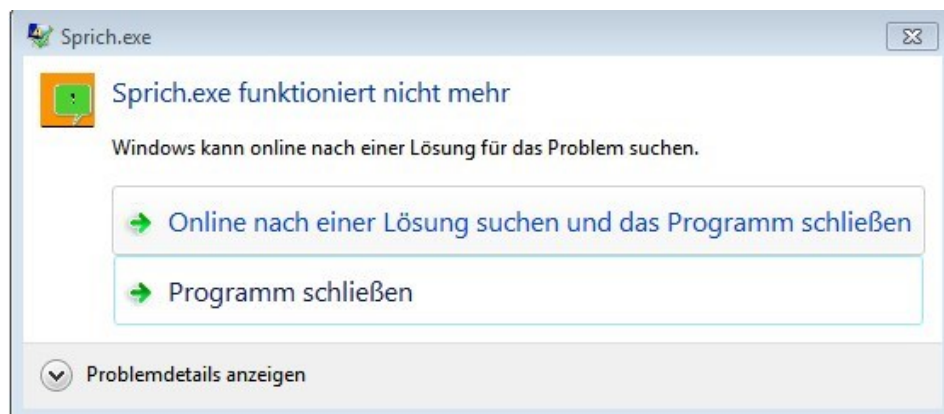 Sprich.exe
Sprich.exe funktioniert nicht mehr
Windows kann online nach einer Lösung für das Problem suchen.
Online nach einer Lösung suchen und das Programm schließen
Programm schließen
Problemdetails anzeigen